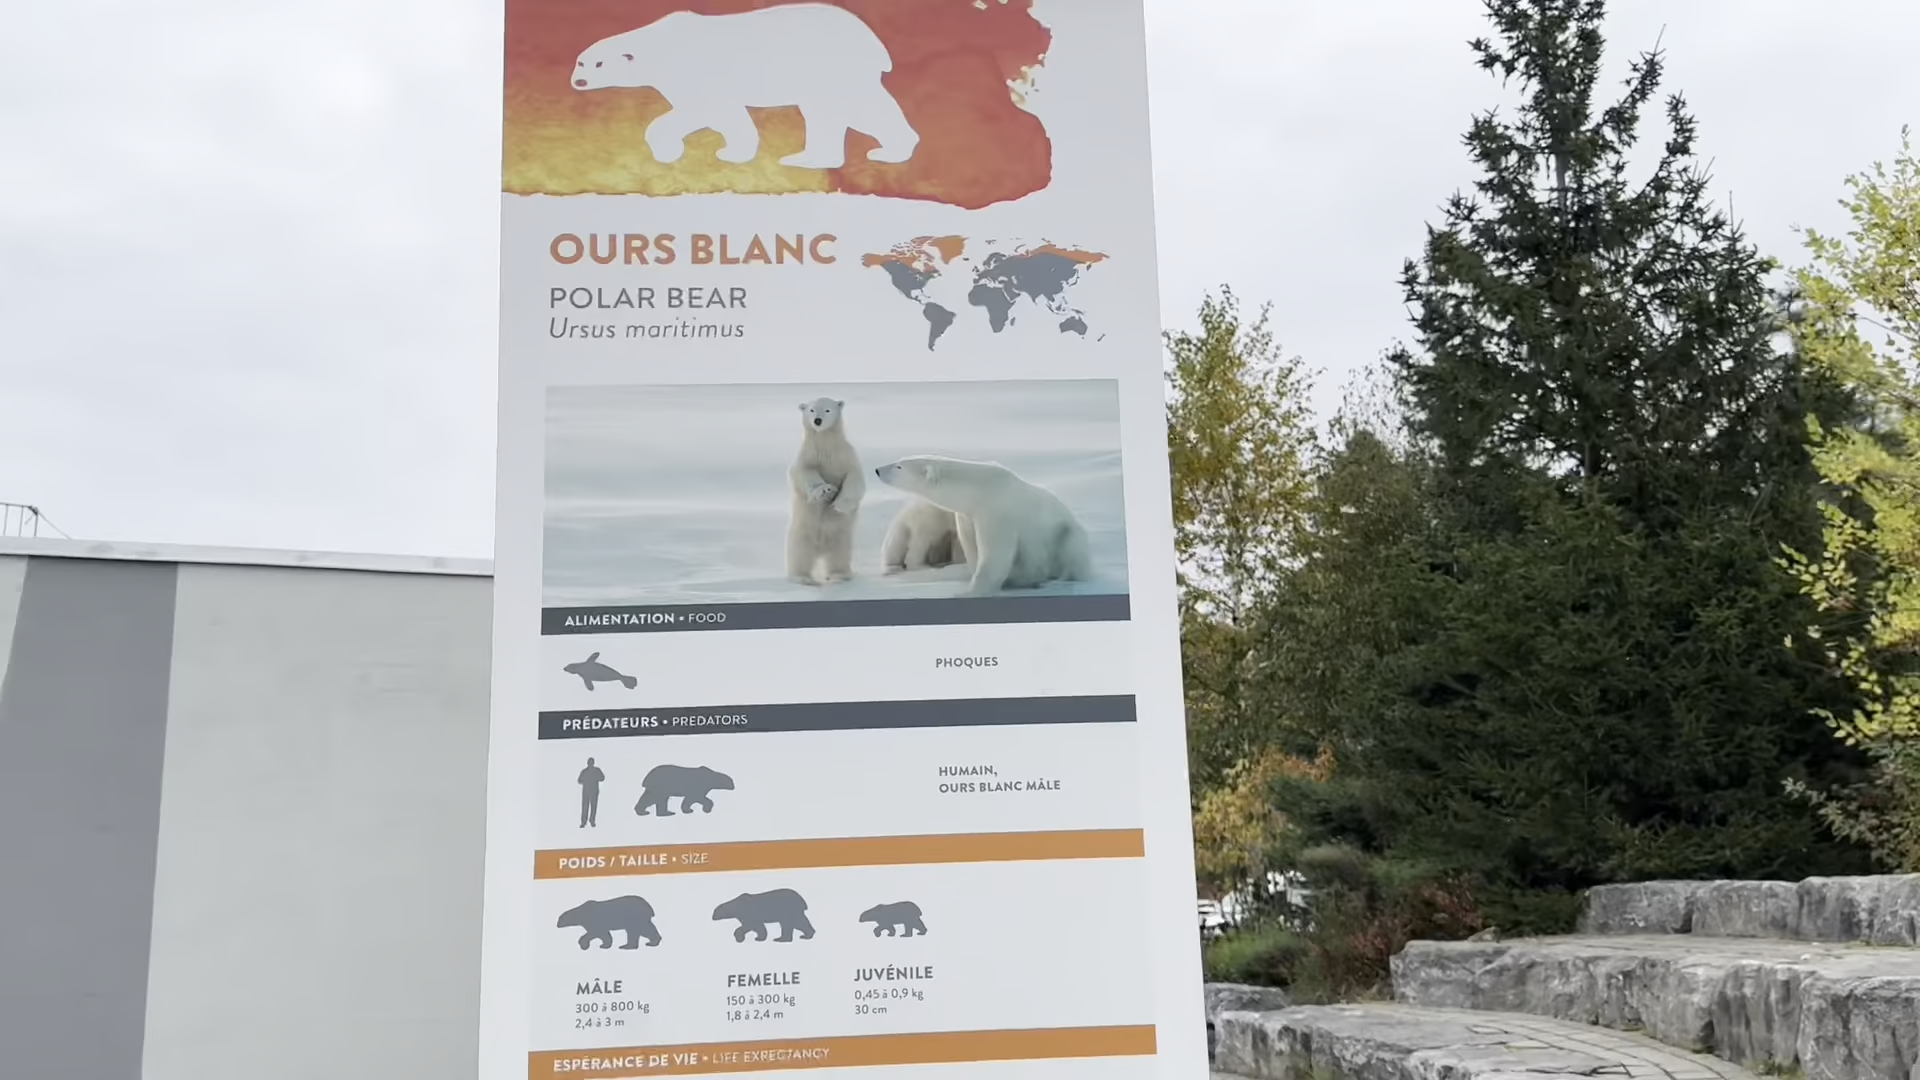 OURS BLANC
POLAR BEAR
Ursus maritimus
ALIMENTATION • FOOD
PHOQUES
PRÉDATEURS • PREDATORS
HUMAIN,
OURS BLANC MÂLE
POIDS / TAILLE • SIZE
MÂLE
300 à 800 kg
2,4 à 3 m
FEMELLE
150 à 300 kg
1,8 à 2,4 m
JUVÉNILE
0,45 à 0,9 kg
30 cm
ESPÉRANCE DE VIE • LIFE EXPECTANCY